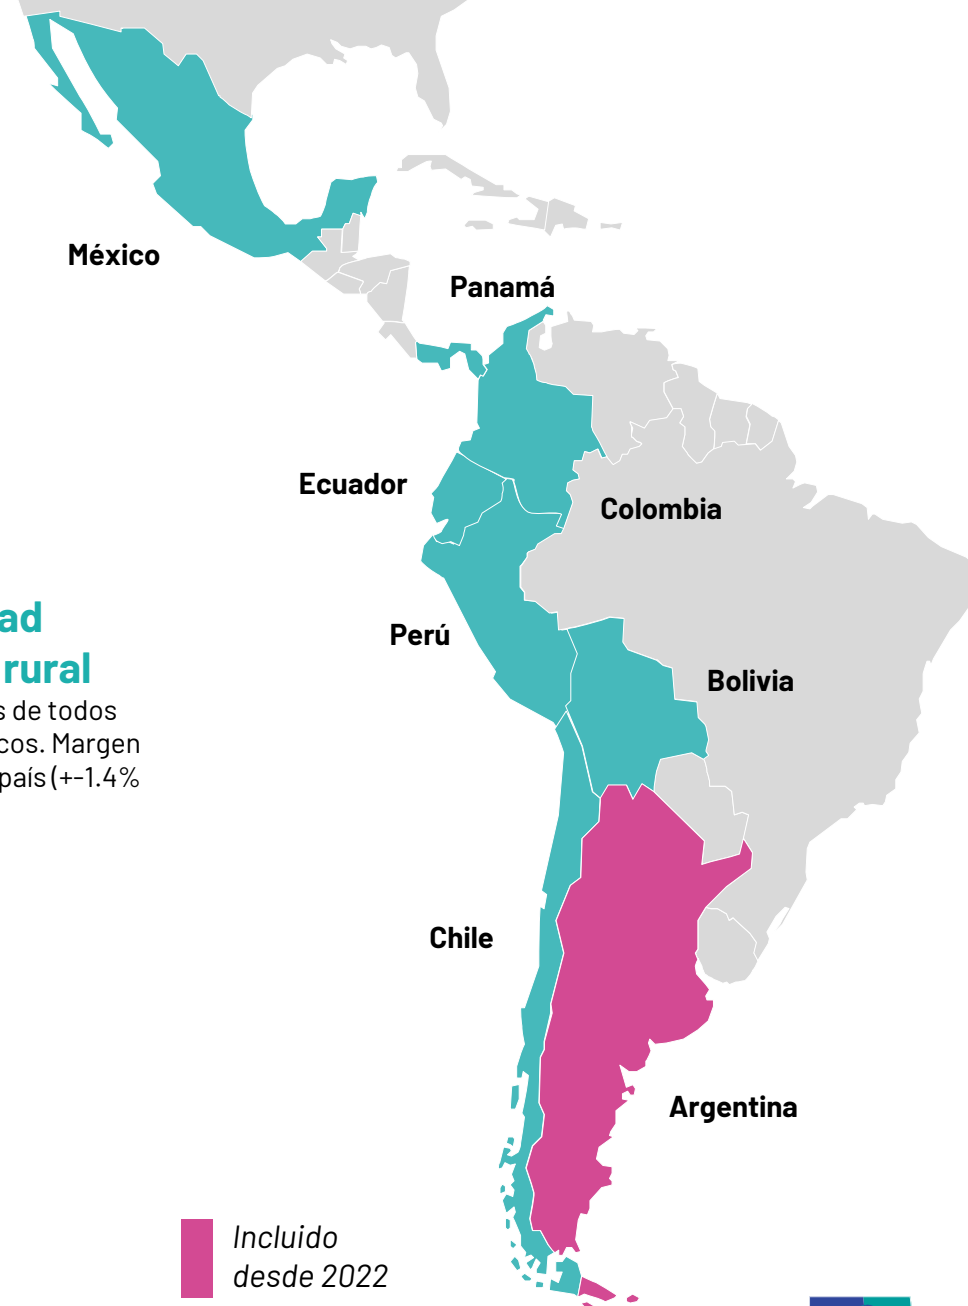 México
Panamá
Ecuador
Colombia
ad
rural
Perú
s de todos
Bolivia
cos. Margen
país (+-1.4%
Chile
Argentina
Incluido
desde 2022